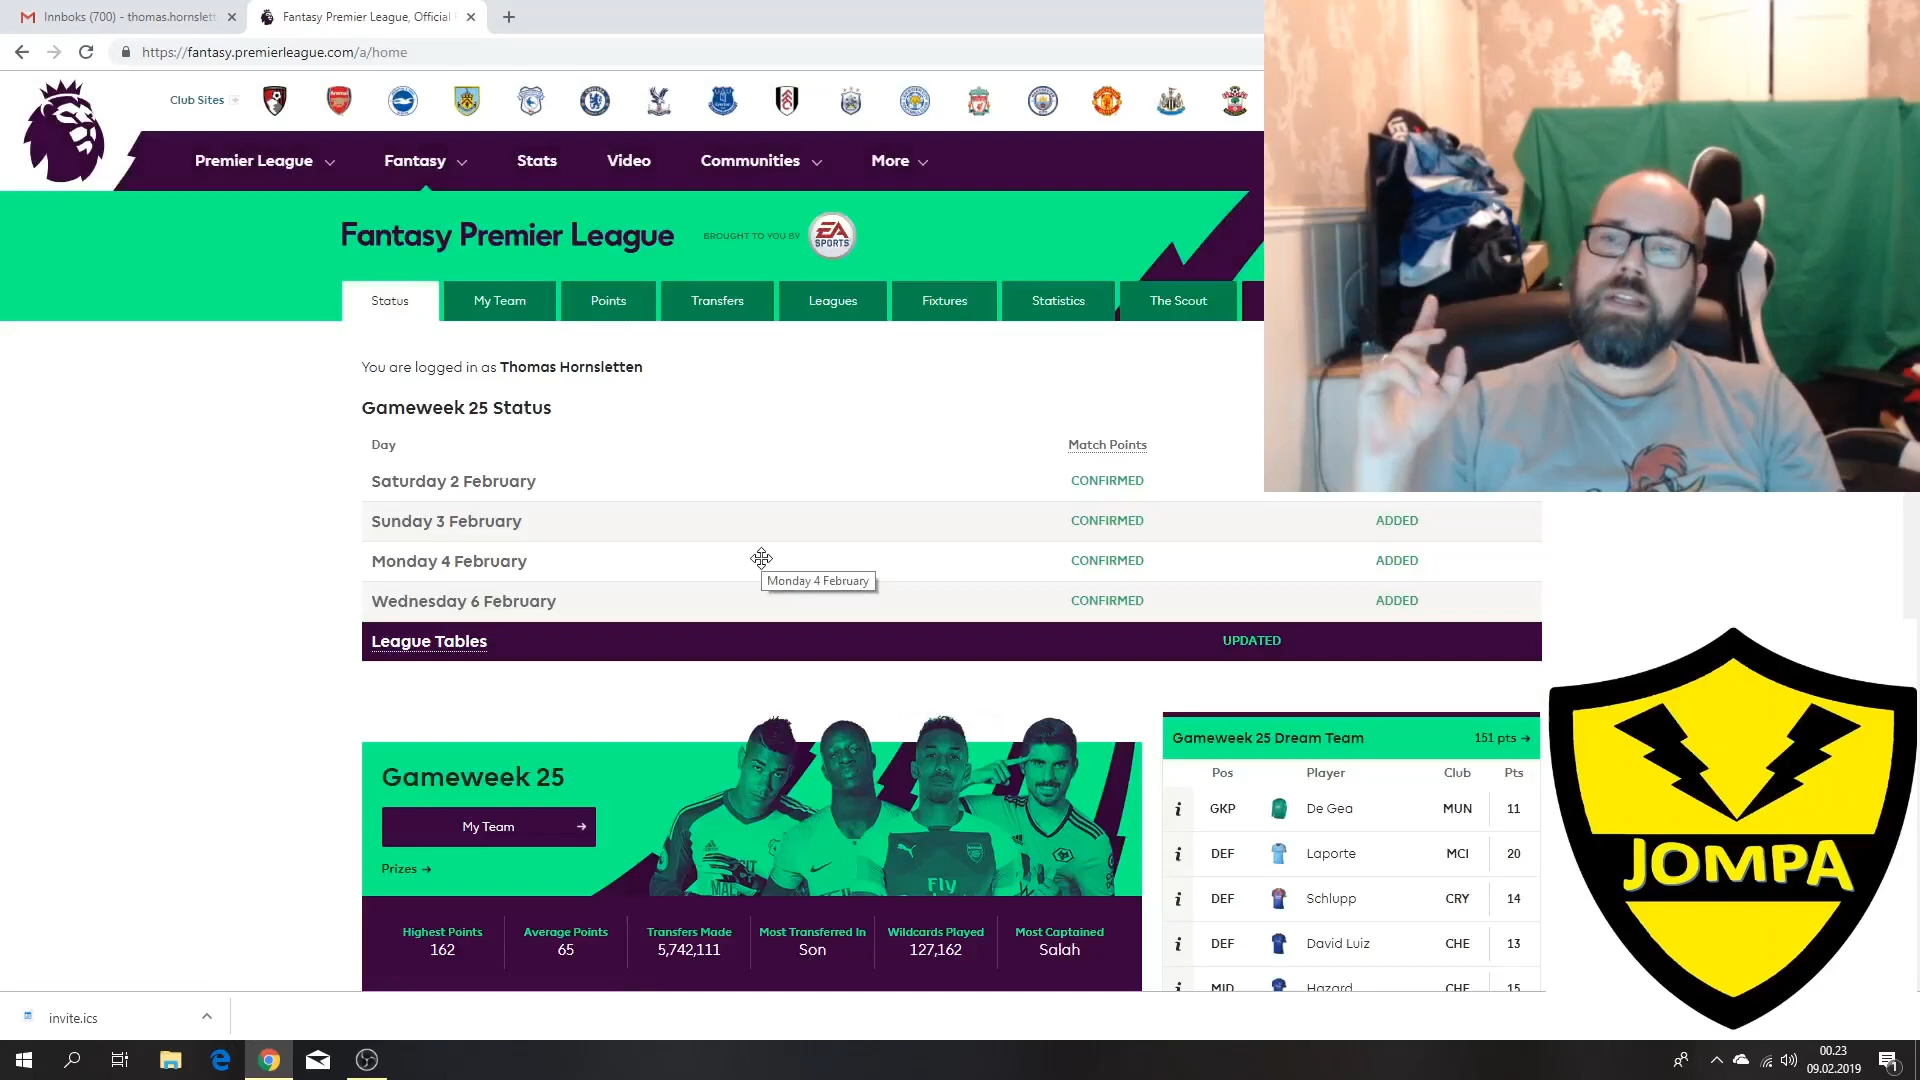 Innboks (700) - thomas.hornslett
Fantasy Premier League, Official
https://fantasy.premierleague.com/a/home
Club Sites
Premier League
Fantasy
Stats
Video
Communities
More
Fantasy Premier League
BROUGHT TO YOU BY
EA SPORTS
Status
My Team
Points
Transfers
Leagues
Fixtures
Statistics
The Scout
You are logged in as Thomas Hornsletten
Gameweek 25 Status
Day
Match Points
Saturday 2 February
CONFIRMED
Sunday 3 February
CONFIRMED
ADDED
Monday 4 February
CONFIRMED
ADDED
Monday 4 February
Wednesday 6 February
CONFIRMED
ADDED
League Tables
UPDATED
Gameweek 25
My Team →
Prizes →
Fly
Highest Points
162
Average Points
65
Transfers Made
5,742,111
Most Transferred In
Son
Wildcards Played
127,162
Most Captained
Salah
Gameweek 25 Dream Team
151 pts →
Pos Player Club Pts
i GKP De Gea MUN 11
i DEF Laporte MCI 20
i DEF Schlupp CRY 14
i DEF David Luiz CHE 13
i MID Hazard CHE 15
JOMPA
invite.ics
00.23
09.02.2019
1